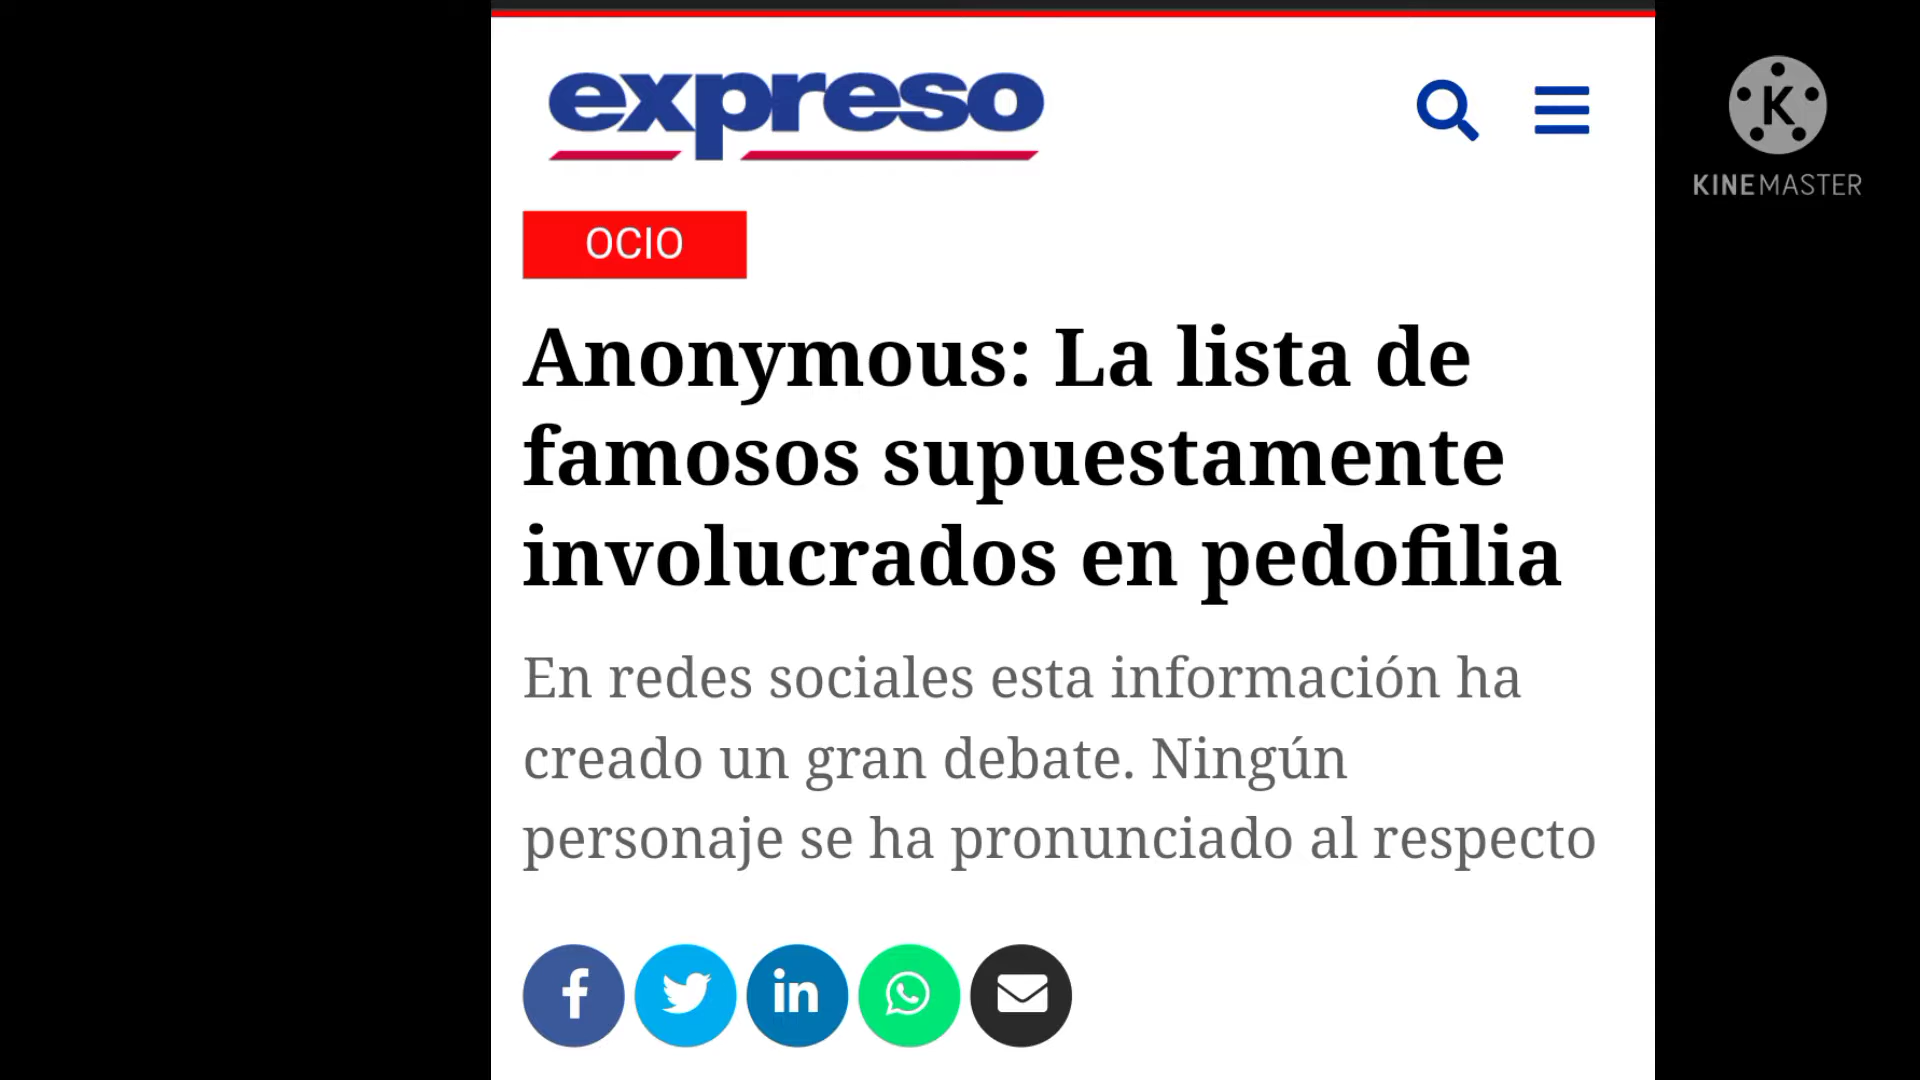 expreso
K
KINEMASTER
OCIO
Anonymous: La lista de
famosos supuestamente
involucrados en pedofilia
En redes sociales esta información ha
creado un gran debate. Ningún
personaje se ha pronunciado al respecto
f
in